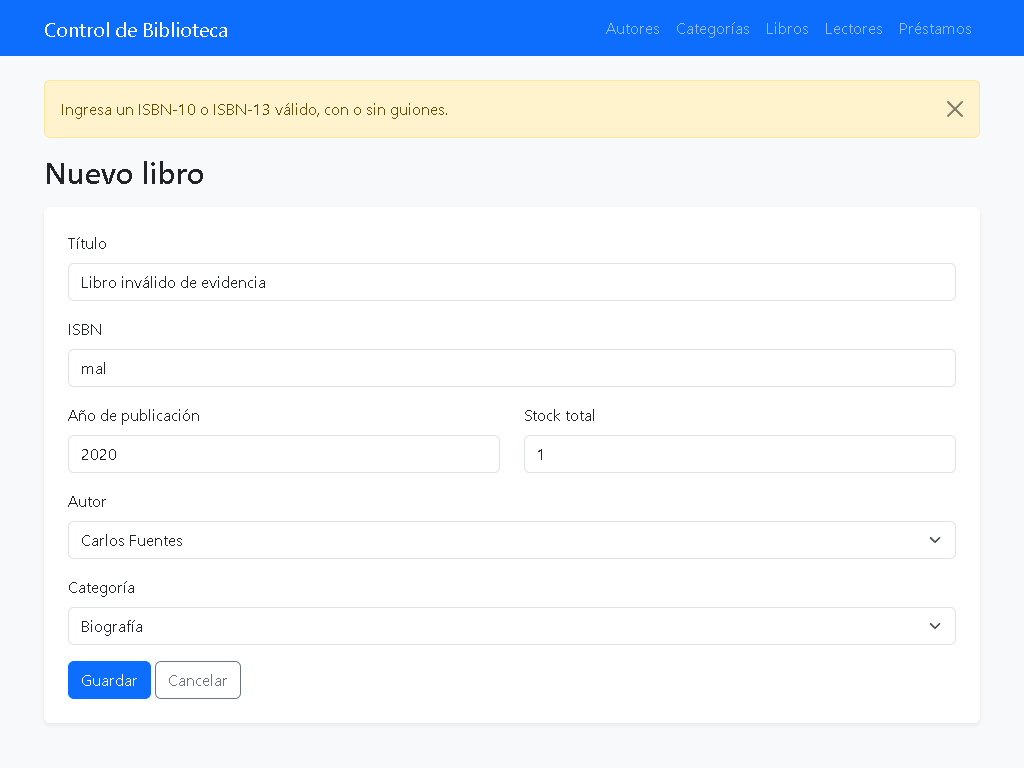 Control de Biblioteca
Autores Categorías Libros Lectores Préstamos
Ingresa un ISBN-10 o ISBN-13 válido, con o sin guiones.
Nuevo libro
Título
Libro inválido de evidencia
ISBN
mal
Año de publicación Stock total
2020 1
Autor
Carlos Fuentes
Categoría
Biografía
Guardar Cancelar